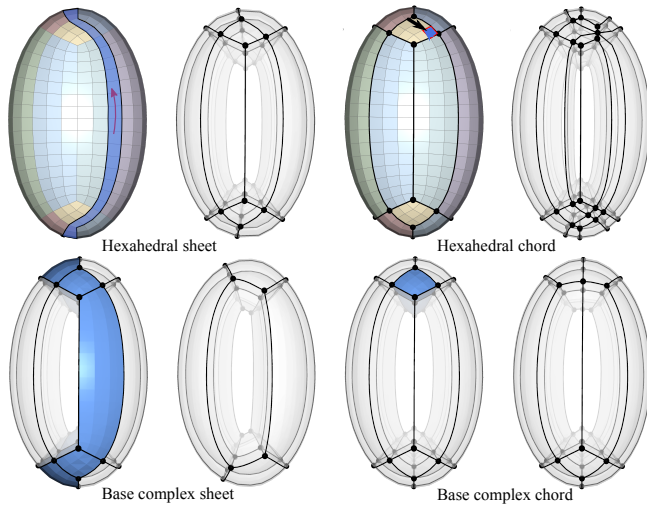 Hexahedral sheet
Hexahedral chord
Base complex sheet
Base complex chord